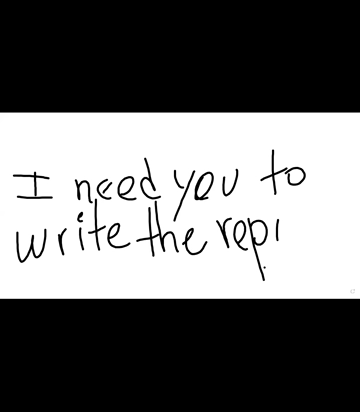 I need you to
write the rep